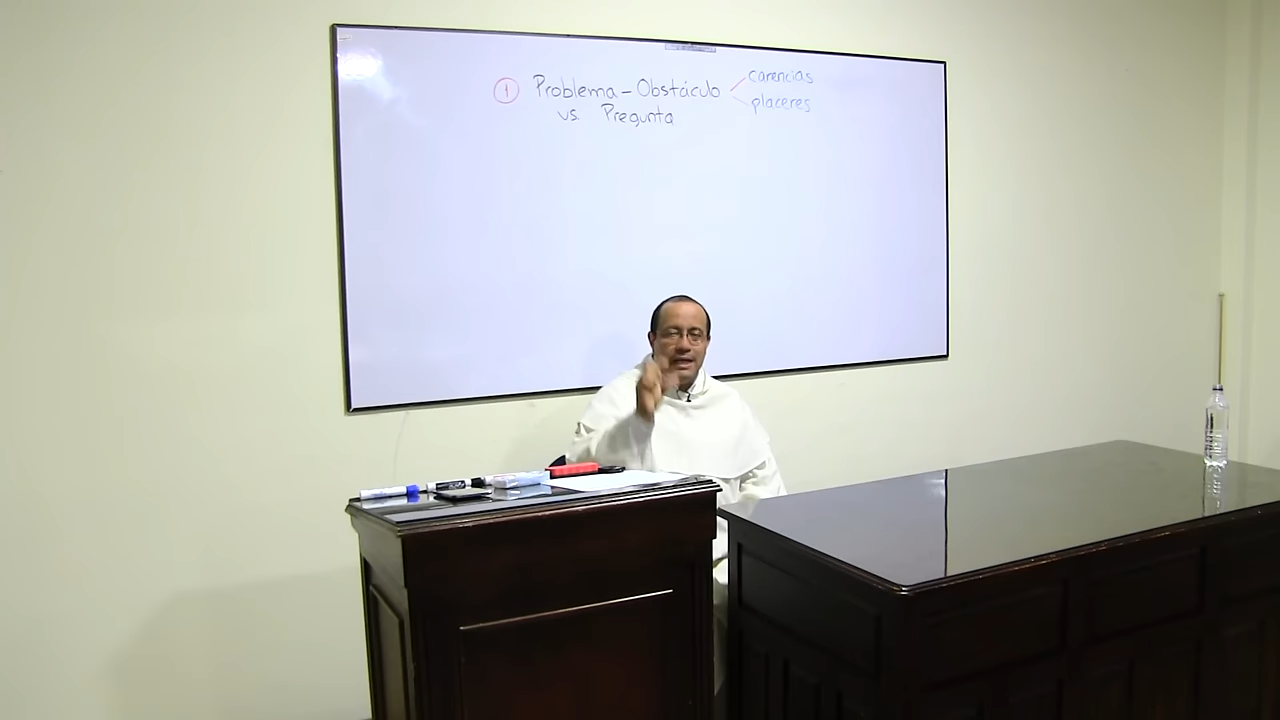 ① Problema – Obstáculo carencias
vs. Pregunta placeres